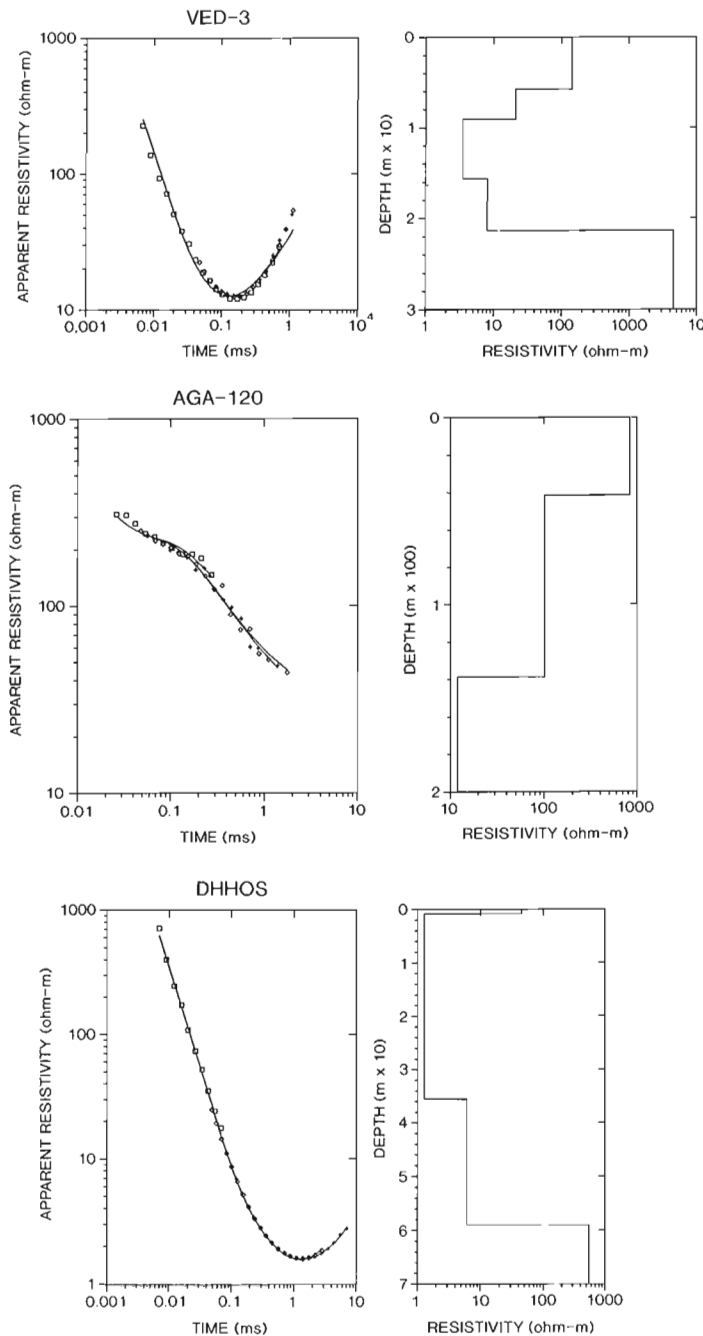 VED-3
1000
100
10
APPARENT RESISTIVITY (ohm-m)
0.001 0.01 0.1 1 10
TIME (ms)
4
0
1
2
3
DEPTH (m x 10)
1 10 100 1000 10
RESISTIVITY (ohm-m)
AGA-120
1000
100
10
APPARENT RESISTIVITY (ohm-m)
0.01 0.1 1 10
TIME (ms)
0
1
2
DEPTH (m x 100)
10 100 1000
RESISTIVITY (ohm-m)
DHHOS
1000
100
10
1
APPARENT RESISTIVITY (ohm-m)
0.001 0.01 0.1 1 10
TIME (ms)
0
1
2
3
4
5
6
7
DEPTH (m x 10)
1 10 100 1000
RESISTIVITY (ohm-m)